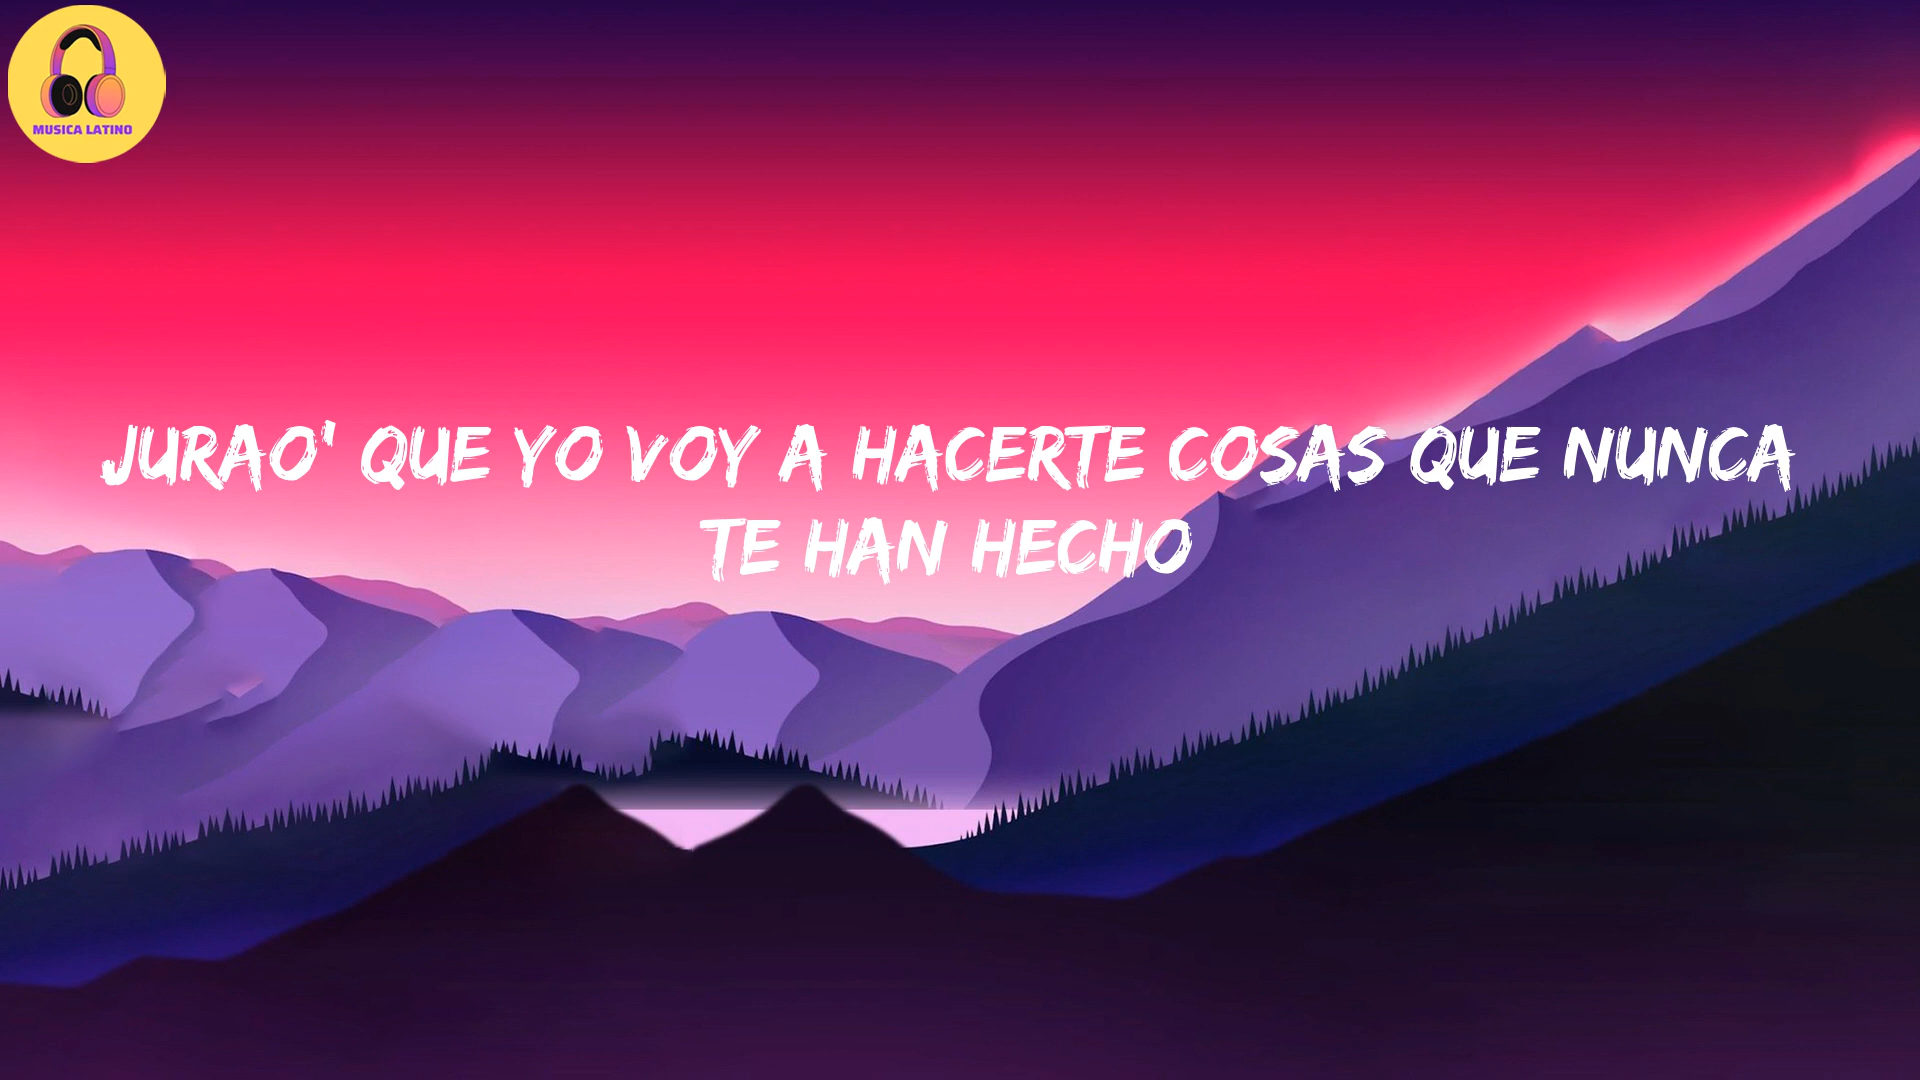 MUSICA LATINO
JURAO' QUE YO VOY A HACERTE COSAS QUE NUNCA
TE HAN HECHO